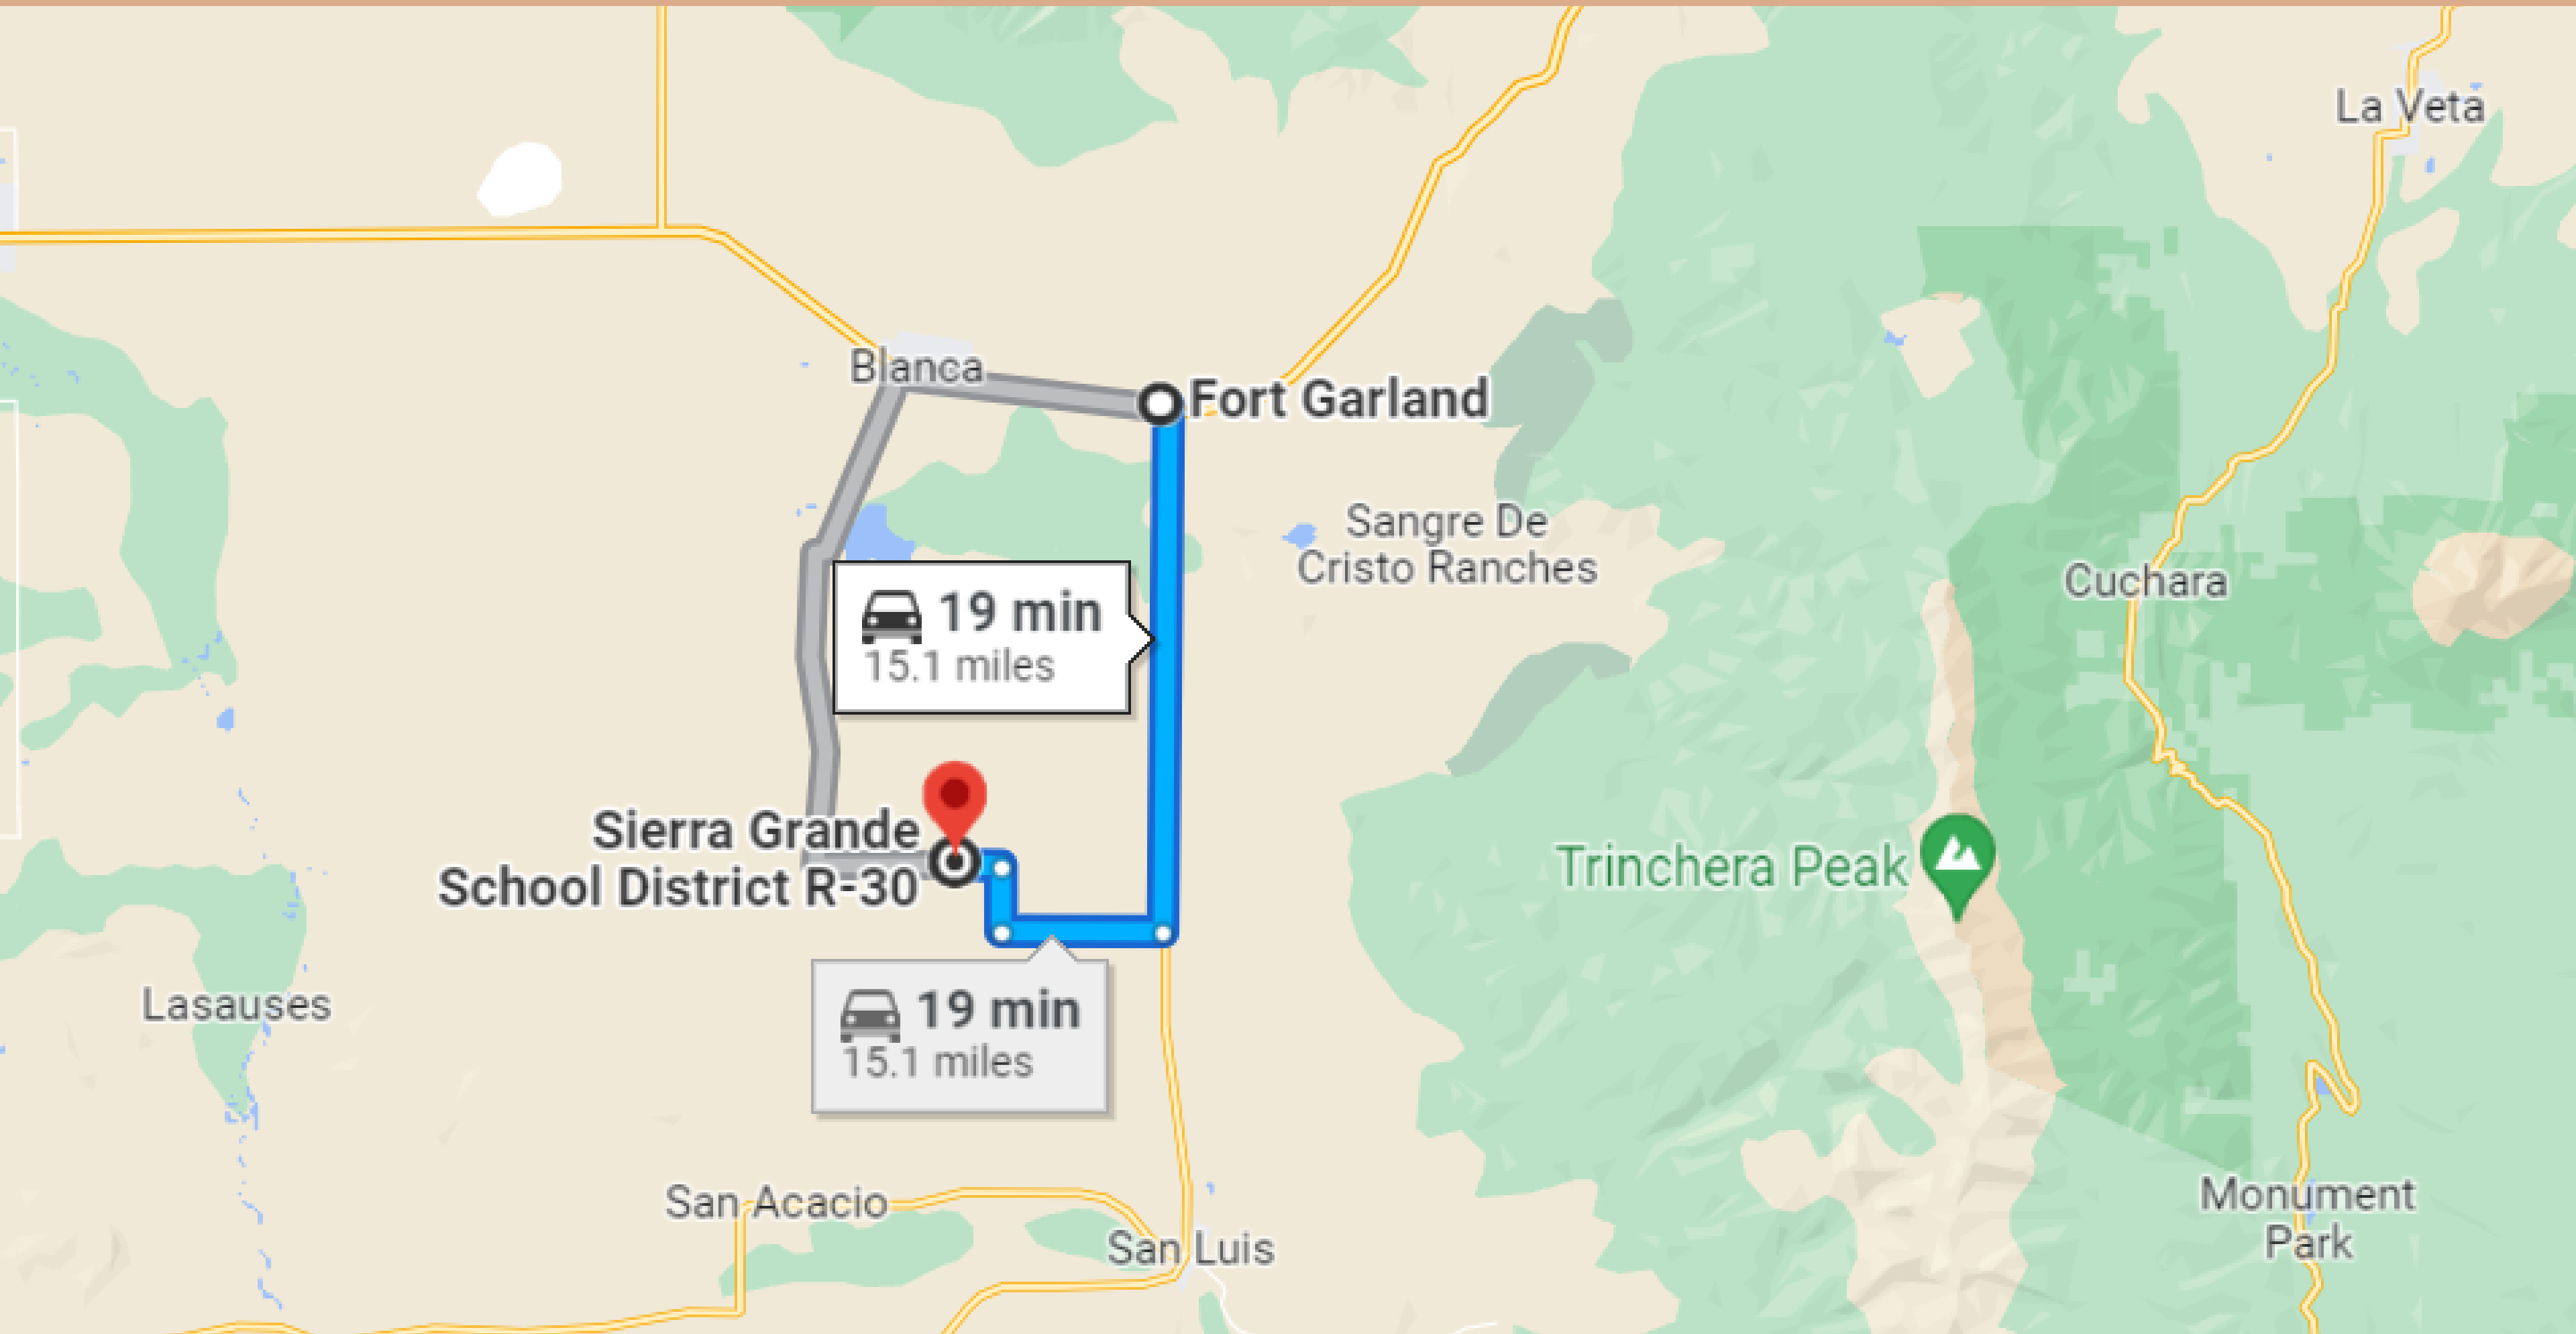 La Veta
Blanca
Fort Garland
Sangre De
Cristo Ranches
Cuchara
19 min
15.1 miles
Sierra Grande
School District R-30
Trinchera Peak
Lasauses
19 min
15.1 miles
San Acacio
San Luis
Monument
Park